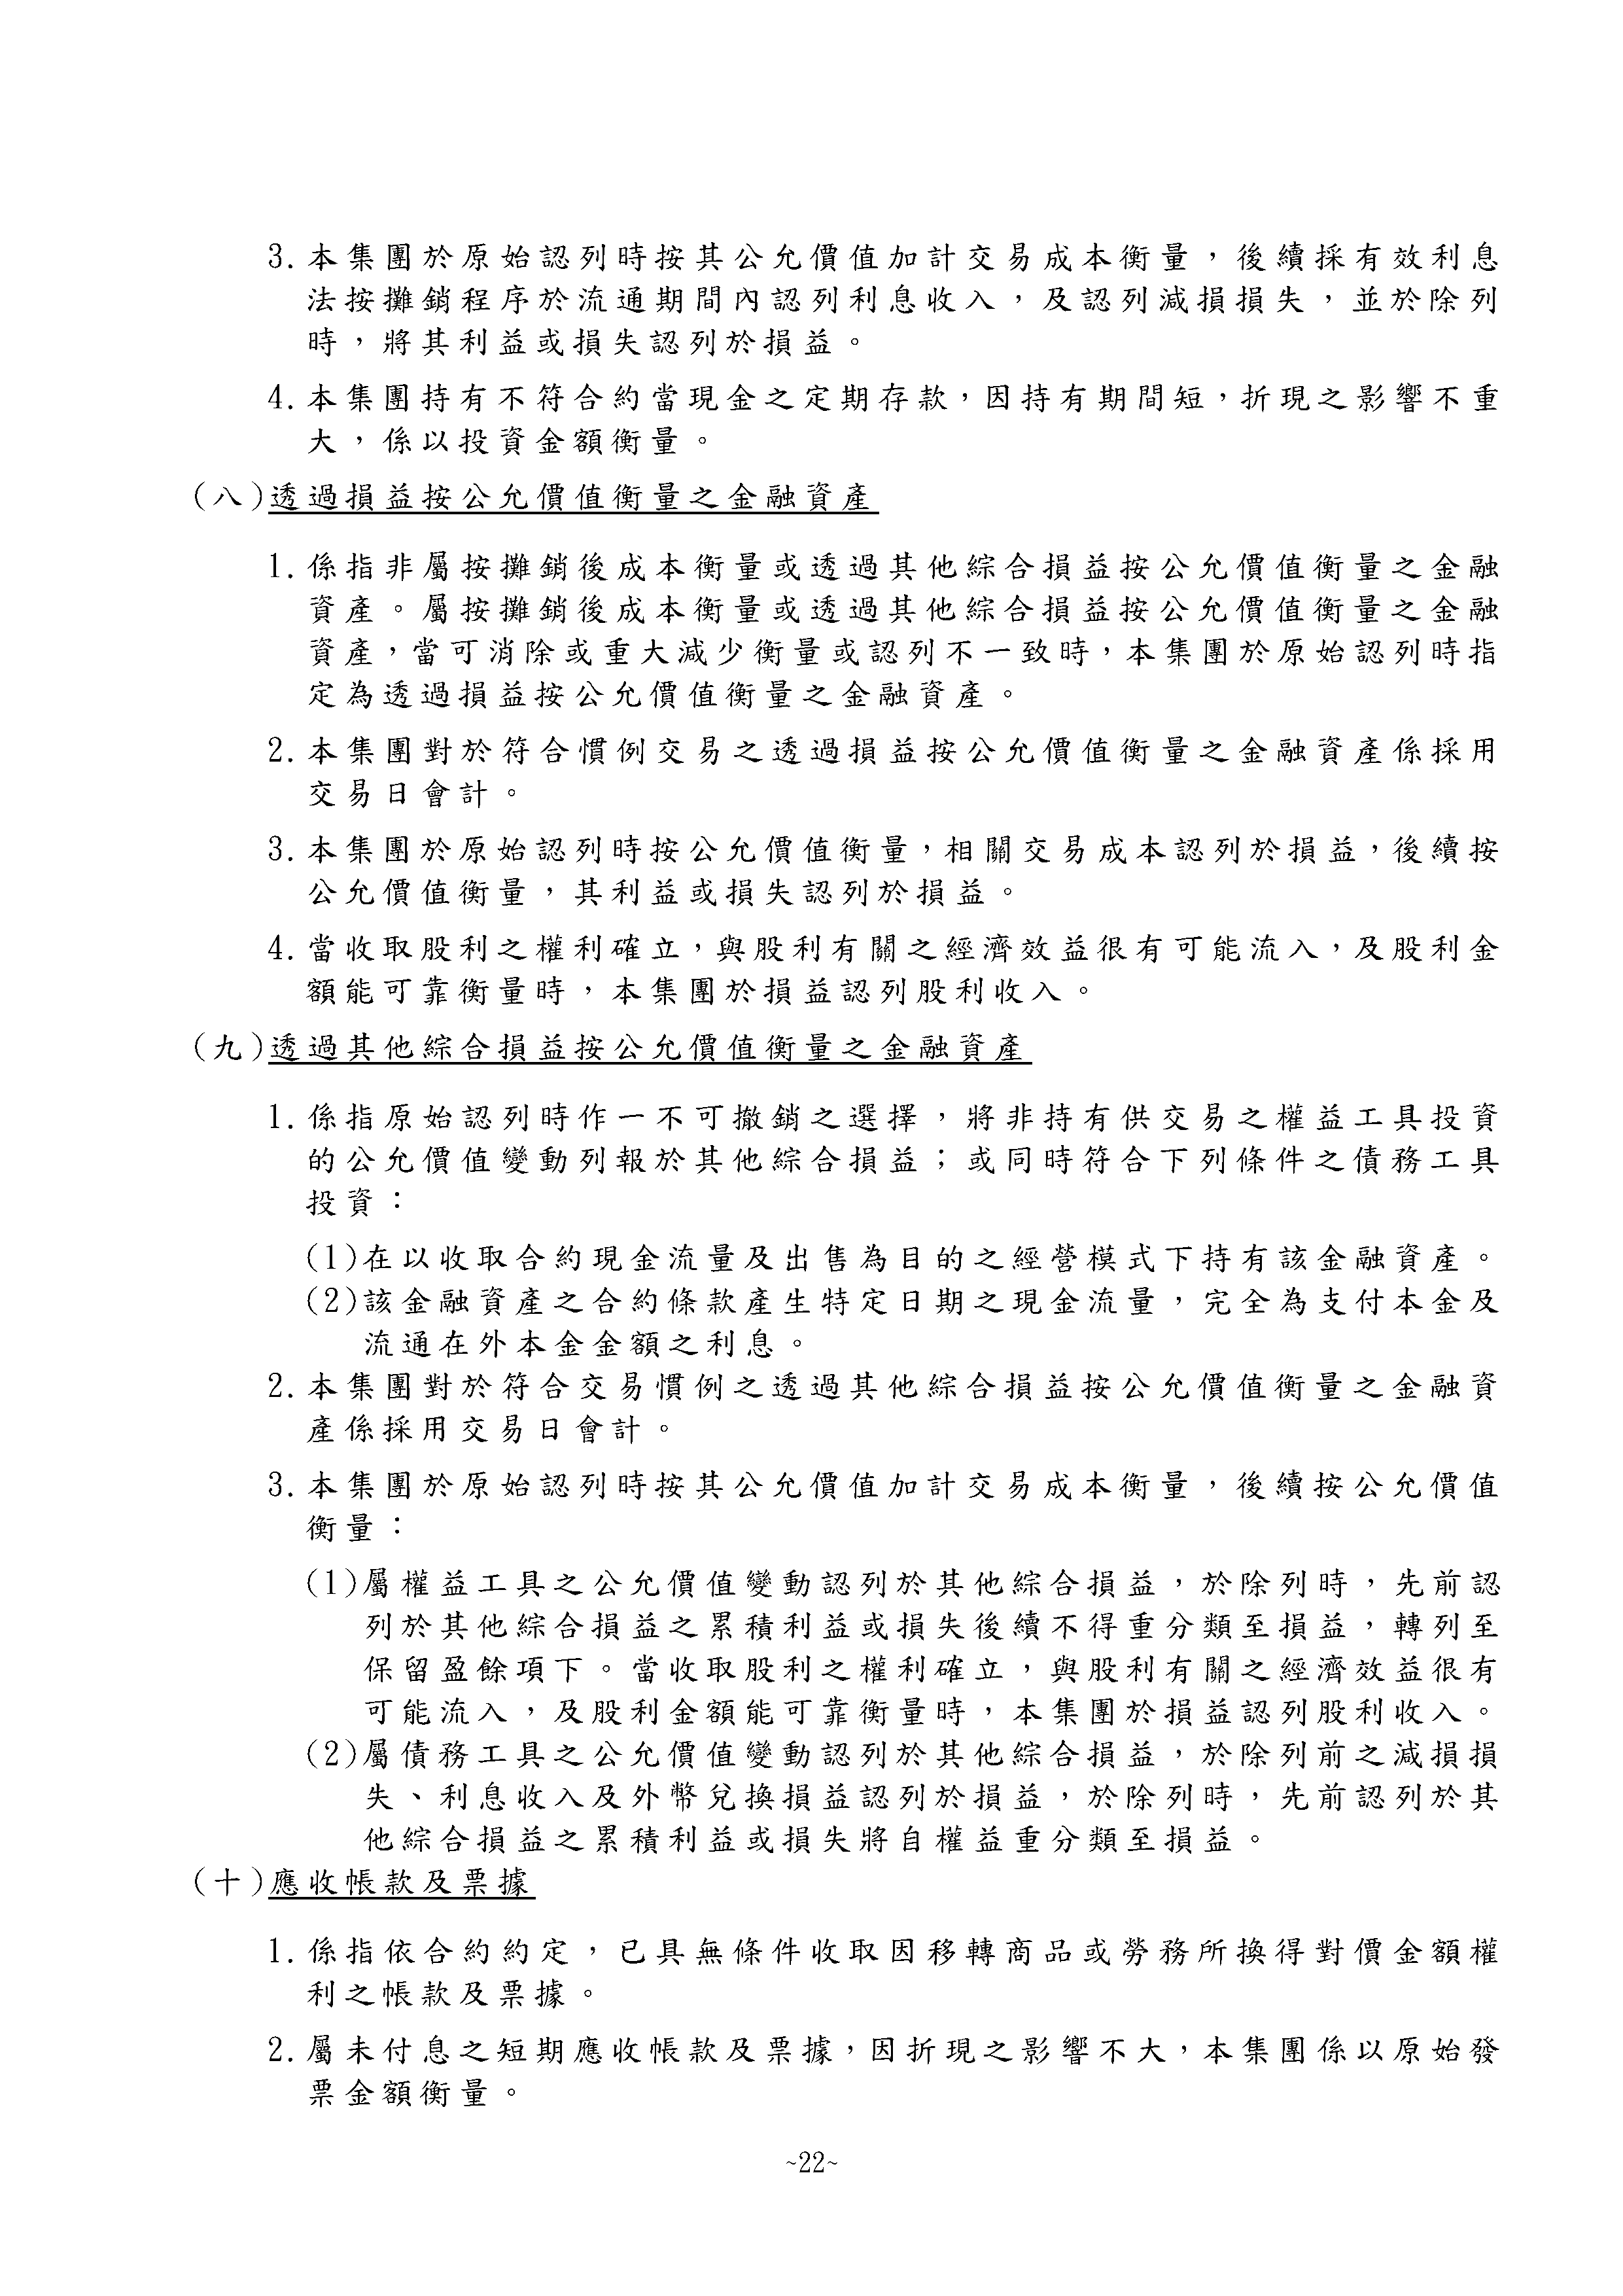 3.本集團於原始認列時按其公允價值加計交易成本衡量，後續採有效利息
法按攤銷程序於流通期間內認列利息收入，及認列減損損失，並於除列
時，將其利益或損失認列於損益。
4.本集團持有不符合約當現金之定期存款，因持有期間短，折現之影響不重
大，係以投資金額衡量。
(八)透過損益按公允價值衡量之金融資產
1.係指非屬按攤銷後成本衡量或透過其他綜合損益按公允價值衡量之金融
資產。屬按攤銷後成本衡量或透過其他綜合損益按公允價值衡量之金融
資產，當可消除或重大減少衡量或認列不一致時，本集團於原始認列時指
定為透過損益按公允價值衡量之金融資產。
2.本集團對於符合慣例交易之透過損益按公允價值衡量之金融資產係採用
交易日會計。
3.本集團於原始認列時按公允價值衡量，相關交易成本認列於損益，後續按
公允價值衡量，其利益或損失認列於損益。
4.當收取股利之權利確立，與股利有關之經濟效益很有可能流入，及股利金
額能可靠衡量時，本集團於損益認列股利收入。
(九)透過其他綜合損益按公允價值衡量之金融資產
1.係指原始認列時作一不可撤銷之選擇，將非持有供交易之權益工具投資
的公允價值變動列報於其他綜合損益；或同時符合下列條件之債務工具
投資：
(1)在以收取合約現金流量及出售為目的之經營模式下持有該金融資產。
(2)該金融資產之合約條款產生特定日期之現金流量，完全為支付本金及
流通在外本金金額之利息。
2.本集團對於符合交易慣例之透過其他綜合損益按公允價值衡量之金融資
產係採用交易日會計。
3.本集團於原始認列時按其公允價值加計交易成本衡量，後續按公允價值
衡量：
(1)屬權益工具之公允價值變動認列於其他綜合損益，於除列時，先前認
列於其他綜合損益之累積利益或損失後續不得重分類至損益，轉列至
保留盈餘項下。當收取股利之權利確立，與股利有關之經濟效益很有
可能流入，及股利金額能可靠衡量時，本集團於損益認列股利收入。
(2)屬債務工具之公允價值變動認列於其他綜合損益，於除列前之減損損
失、利息收入及外幣兌換損益認列於損益，於除列時，先前認列於其
他綜合損益之累積利益或損失將自權益重分類至損益。
(十)應收帳款及票據
1.係指依合約約定，已具無條件收取因移轉商品或勞務所換得對價金額權
利之帳款及票據。
2.屬未付息之短期應收帳款及票據，因折現之影響不大，本集團係以原始發
票金額衡量。
~22~